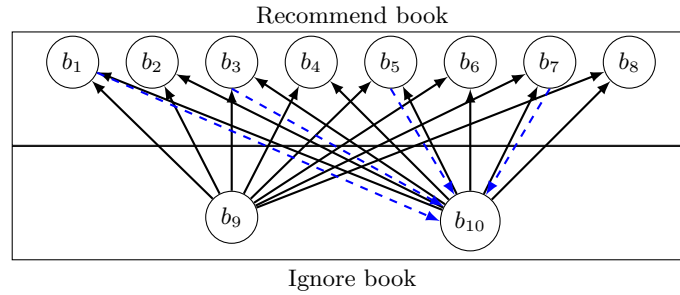 Recommend book
b₁ b₂ b₃ b₄ b₅ b₆ b₇ b₈
b₉ b₁₀
Ignore book